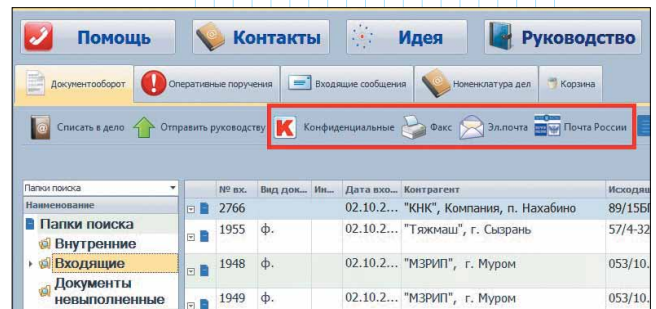 Помощь Контакты Идея Руководство
Документооборот Оперативные поручения Входящие сообщения Номенклатура дел Корзина
Списать в дело Отправить руководству K Конфиденциальные Факс Эл.почта Почта России
Папки поиска № вх. Вид док... Ин... Дата вхо... Контрагент Исходящ
Наименование
2766 02.10.2... "КНК", Компания, п. Нахабино 89/15БГ
Папки поиска
Внутренние
1955 ф. 02.10.2... "Тяжмаш", г. Сызрань 57/4-32
Входящие
1948 ф. 02.10.2... "МЗРИП", г. Муром 053/10.
Документы
невыполненные
1949 ф. 02.10.2... "МЗРИП", г. Муром 053/10.